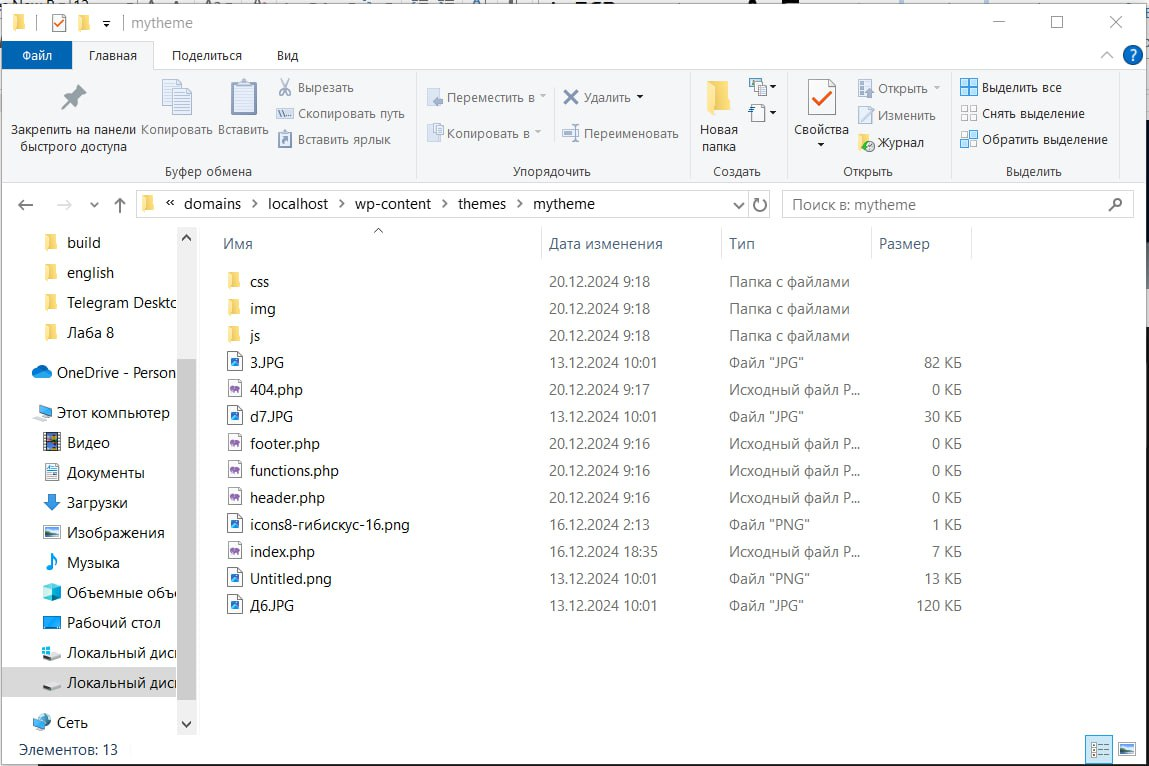 mytheme
Файл Главная Поделиться Вид
Закрепить на панели быстрого доступа
Копировать
Вставить
Вырезать
Скопировать путь
Вставить ярлык
Буфер обмена
Переместить в
Копировать в
Удалить
Переименовать
Упорядочить
Новая папка
Создать
Свойства
Открыть
Изменить
Журнал
Открыть
Выделить все
Снять выделение
Обратить выделение
Выделить
« domains > localhost > wp-content > themes > mytheme
Поиск в: mytheme
build
english
Telegram Deskto
Лаба 8
OneDrive - Person
Этот компьютер
Видео
Документы
Загрузки
Изображения
Музыка
Объемные объ
Рабочий стол
Локальный дис
Локальный дис
Сеть
Имя Дата изменения Тип Размер
css 20.12.2024 9:18 Папка с файлами
img 20.12.2024 9:18 Папка с файлами
js 20.12.2024 9:18 Папка с файлами
3.JPG 13.12.2024 10:01 Файл "JPG" 82 КБ
404.php 20.12.2024 9:17 Исходный файл P... 0 КБ
d7.JPG 13.12.2024 10:01 Файл "JPG" 30 КБ
footer.php 20.12.2024 9:16 Исходный файл P... 0 КБ
functions.php 20.12.2024 9:16 Исходный файл P... 0 КБ
header.php 20.12.2024 9:16 Исходный файл P... 0 КБ
icons8-гибискус-16.png 16.12.2024 2:13 Файл "PNG" 1 КБ
index.php 16.12.2024 18:35 Исходный файл P... 7 КБ
Untitled.png 13.12.2024 10:01 Файл "PNG" 13 КБ
Д6.JPG 13.12.2024 10:01 Файл "JPG" 120 КБ
Элементов: 13